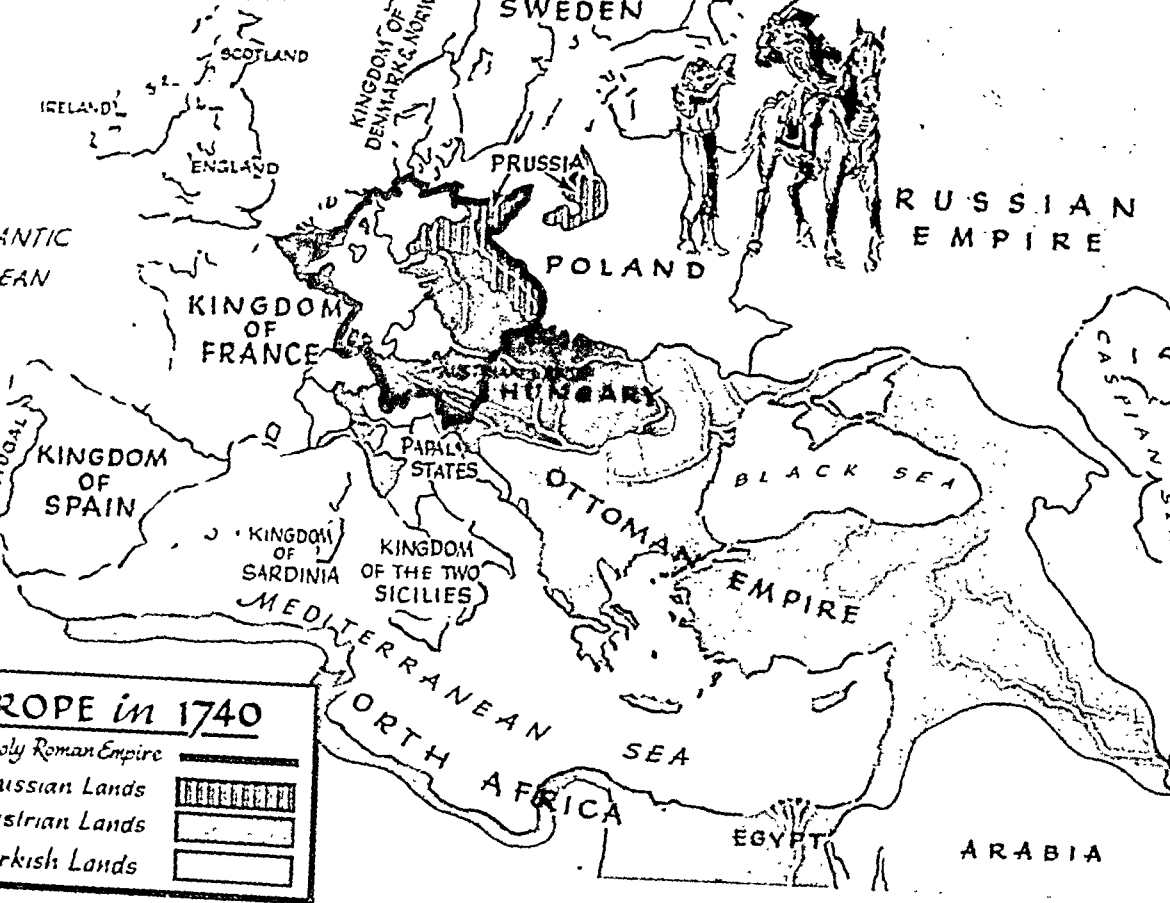 SWEDEN
KINGDOM OF
DENMARK & NORW
SCOTLAND
IRELAND
ENGLAND
PRUSSIA
RUSSIAN
EMPIRE
ANTIC
EAN
POLAND
KINGDOM
OF
FRANCE
HUNGARY
CASPIAN
KINGDOM
OF
SPAIN
PAPAL
STATES
BLACK SEA
OTTOMAN
EMPIRE
KINGDOM
OF
SARDINIA
KINGDOM
OF THE TWO
SICILIES
MEDITERRANEAN
SEA
ORTH AFRICA
EGYPT
ARABIA
ROPE in 1740
oly Roman Empire
ussian Lands
strian Lands
rkish Lands